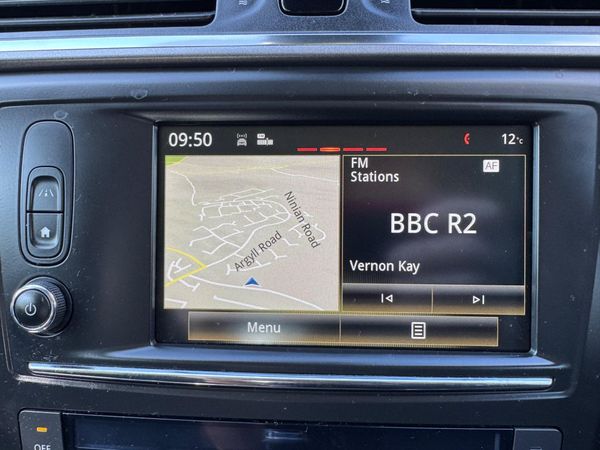 09:50
12°C
FM
Stations
AF
BBC R2
Vernon Kay
Ninian Road
Argyll Road
Menu
OFF